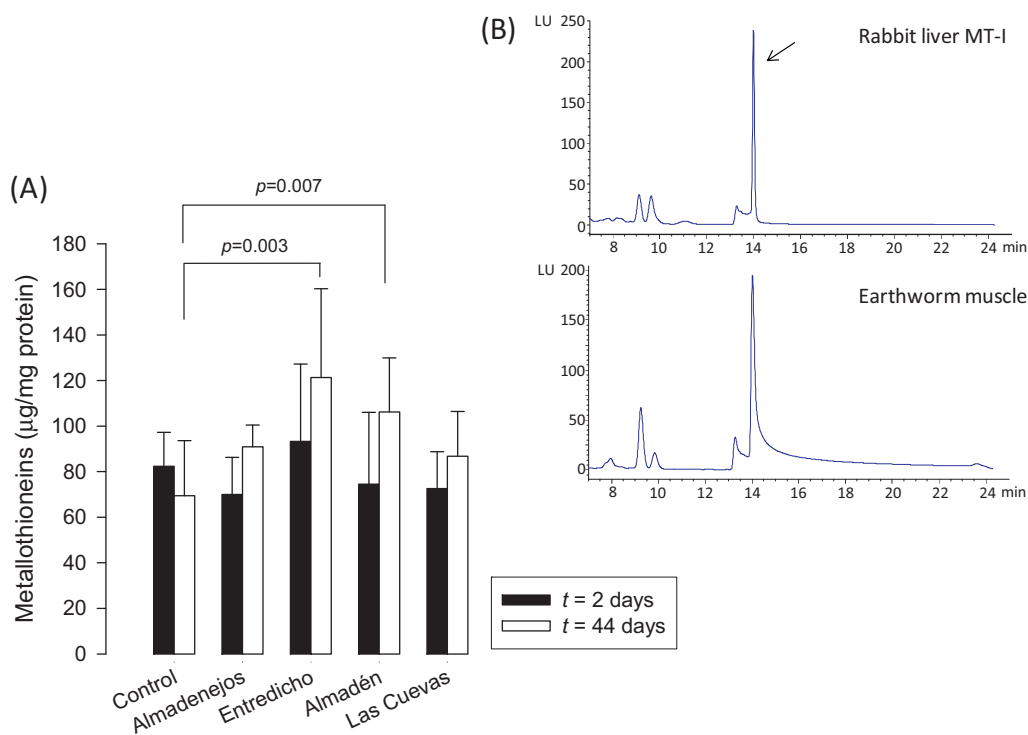 (A)
p=0.007
p=0.003
Metallothioneins (µg/mg protein)
180
160
140
120
100
80
60
40
20
0
Control
Almadenejos
Entredicho
Almadén
Las Cuevas
t = 2 days
t = 44 days
(B)
LU
250
200
150
100
50
0
Rabbit liver MT-I
8 10 12 14 16 18 20 22 24 min
LU
200
150
100
50
0
Earthworm muscle
8 10 12 14 16 18 20 22 24 min